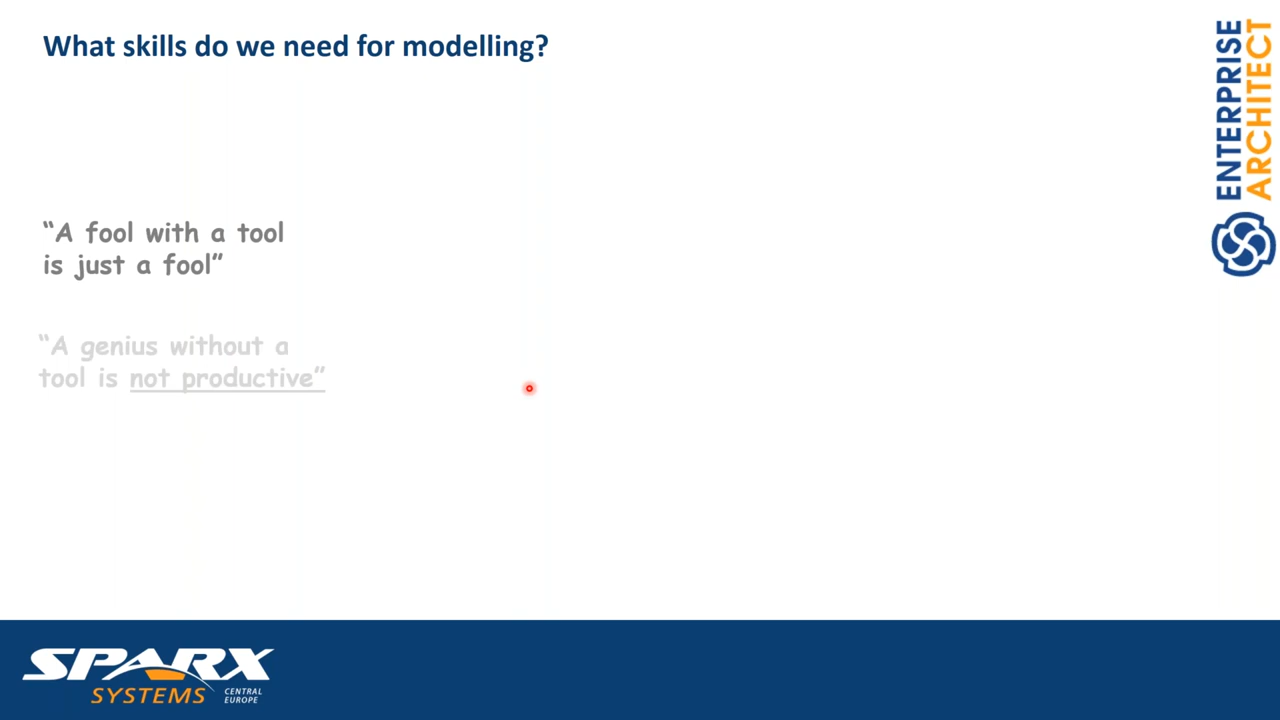 What skills do we need for modelling?
ENTERPRISE
ARCHITECT
“A fool with a tool
is just a fool”
“A genius without a
tool is not productive”
SPARX
SYSTEMS
CENTRAL
EUROPE